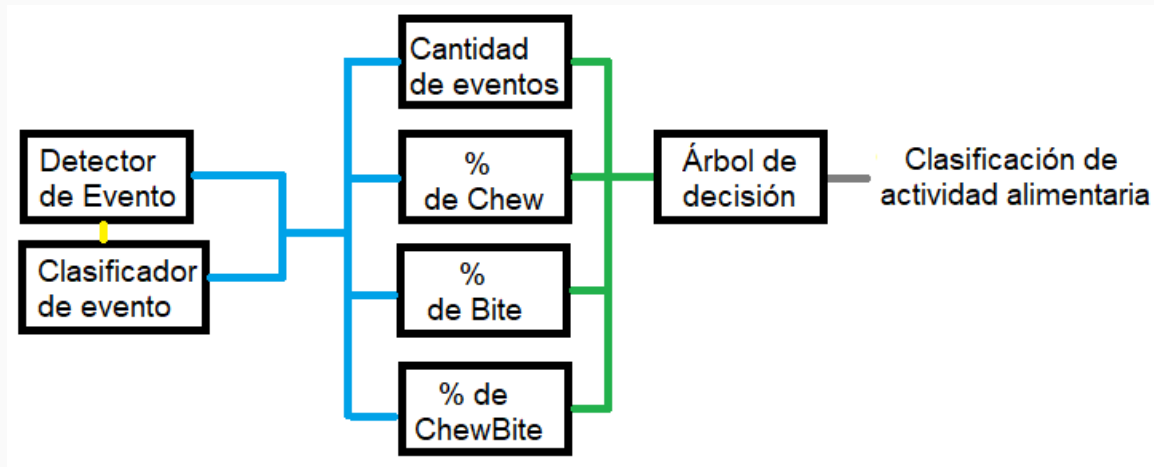 Detector
de Evento
Clasificador
de evento
Cantidad
de eventos
%
de Chew
%
de Bite
% de
ChewBite
Árbol de
decisión
Clasificación de
actividad alimentaria